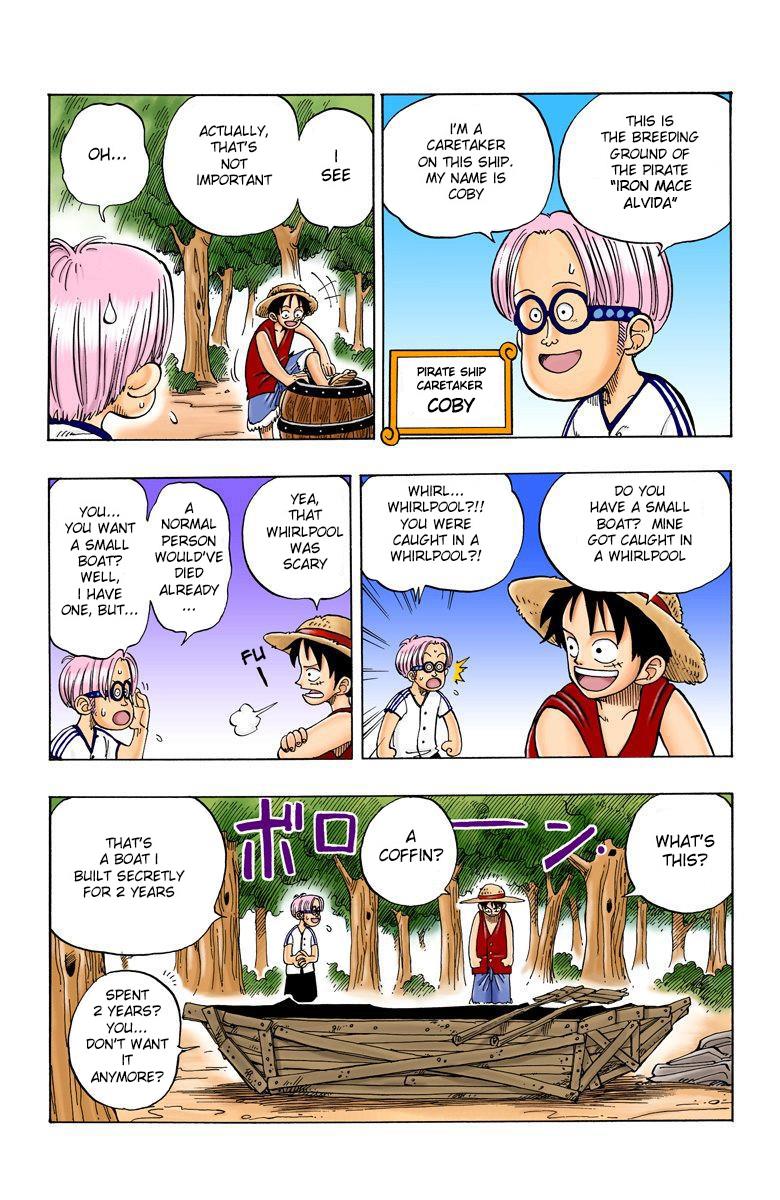 THIS IS
THE BREEDING
GROUND OF
THE PIRATE
"IRON MACE
ALVIDA"
I'M A
CARETAKER
ON THIS SHIP.
MY NAME IS
COBY
PIRATE SHIP
CARETAKER
COBY
I
SEE
ACTUALLY,
THAT'S
NOT
IMPORTANT
OH...
DO YOU
HAVE A SMALL
BOAT? MINE
GOT CAUGHT IN
A WHIRLPOOL
WHIRL...
WHIRLPOOL?!!
YOU WERE
CAUGHT IN A
WHIRLPOOL?!
YEA,
THAT
WHIRLPOOL
WAS
SCARY
FU
!
A
NORMAL
PERSON
WOULD'VE
DIED
ALREADY
...
YOU...
YOU WANT
A SMALL
BOAT?
WELL,
I HAVE
ONE, BUT...
WHAT'S
THIS?
A
COFFIN?
ボローン.
THAT'S
A BOAT I
BUILT SECRETLY
FOR 2 YEARS
SPENT
2 YEARS?
YOU...
DON'T WANT
IT
ANYMORE?